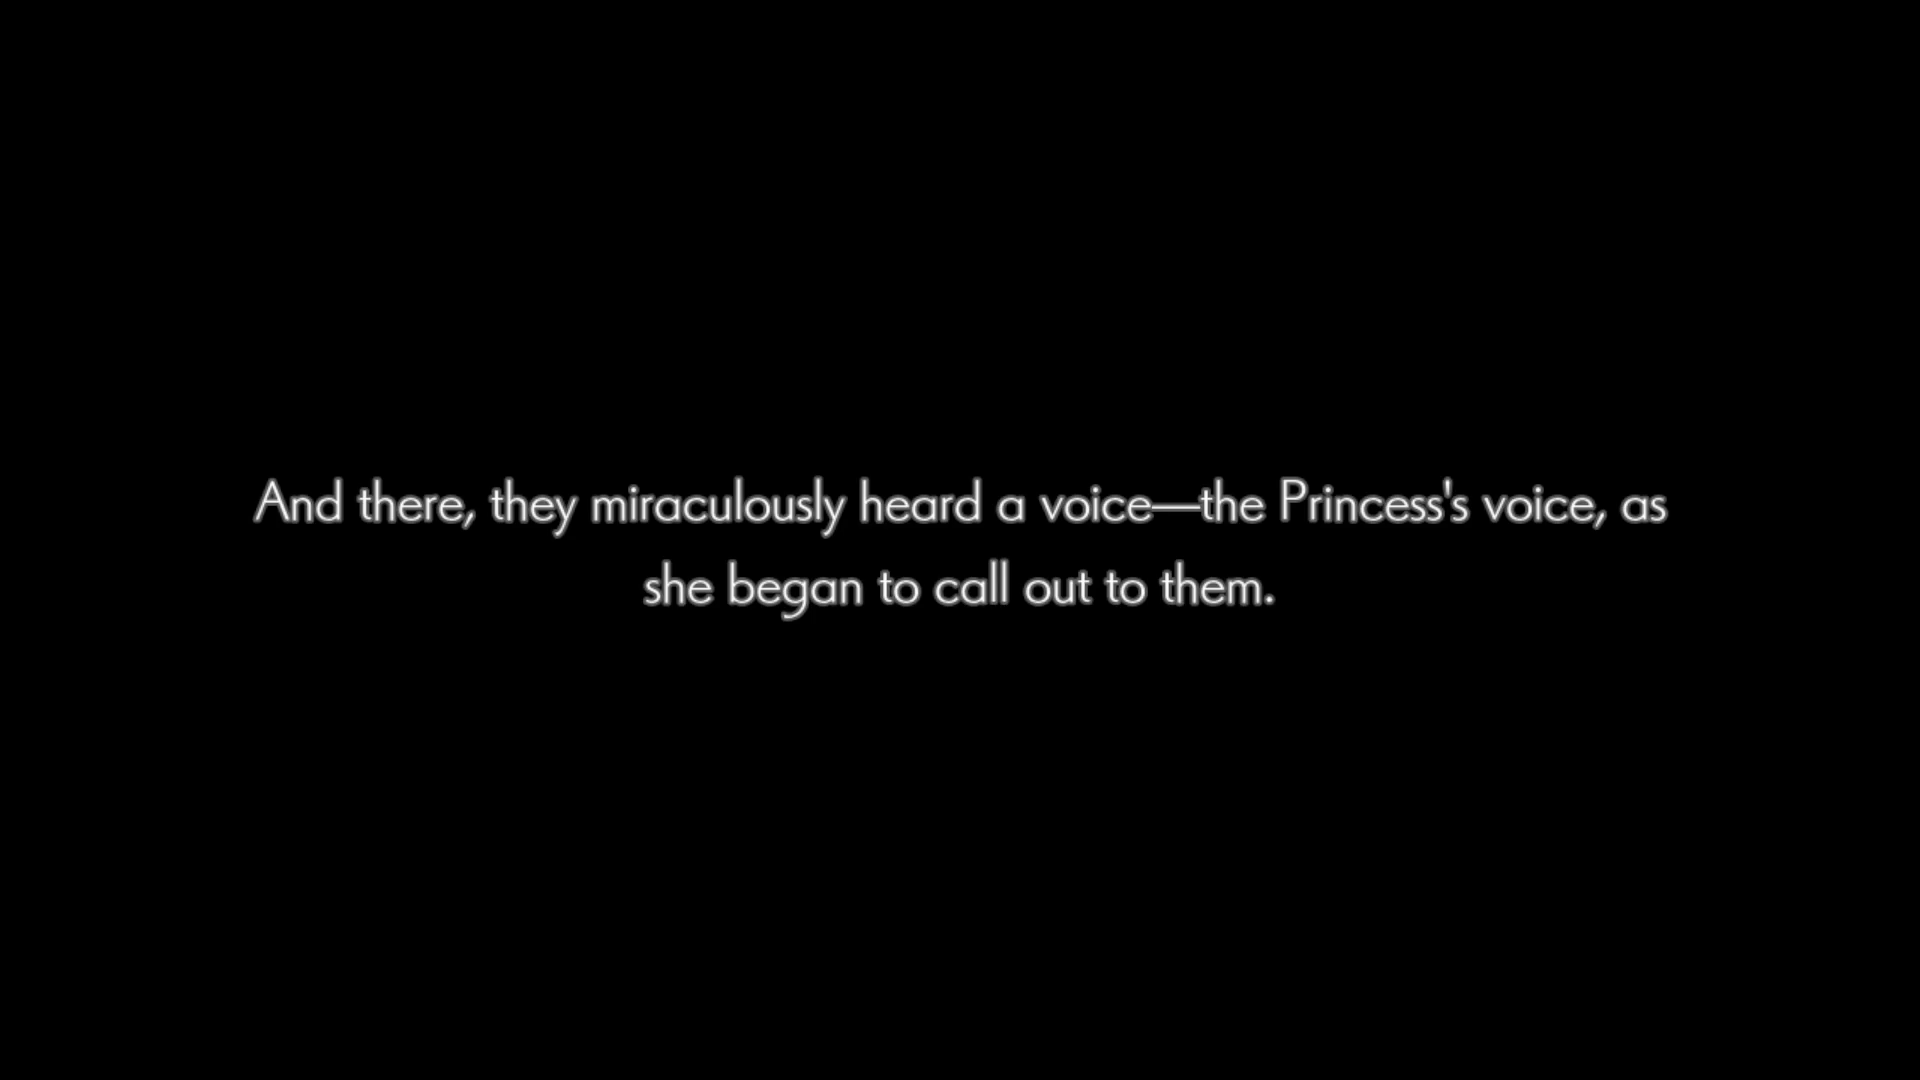 And there, they miraculously heard a voice—the Princess's voice, as
she began to call out to them.